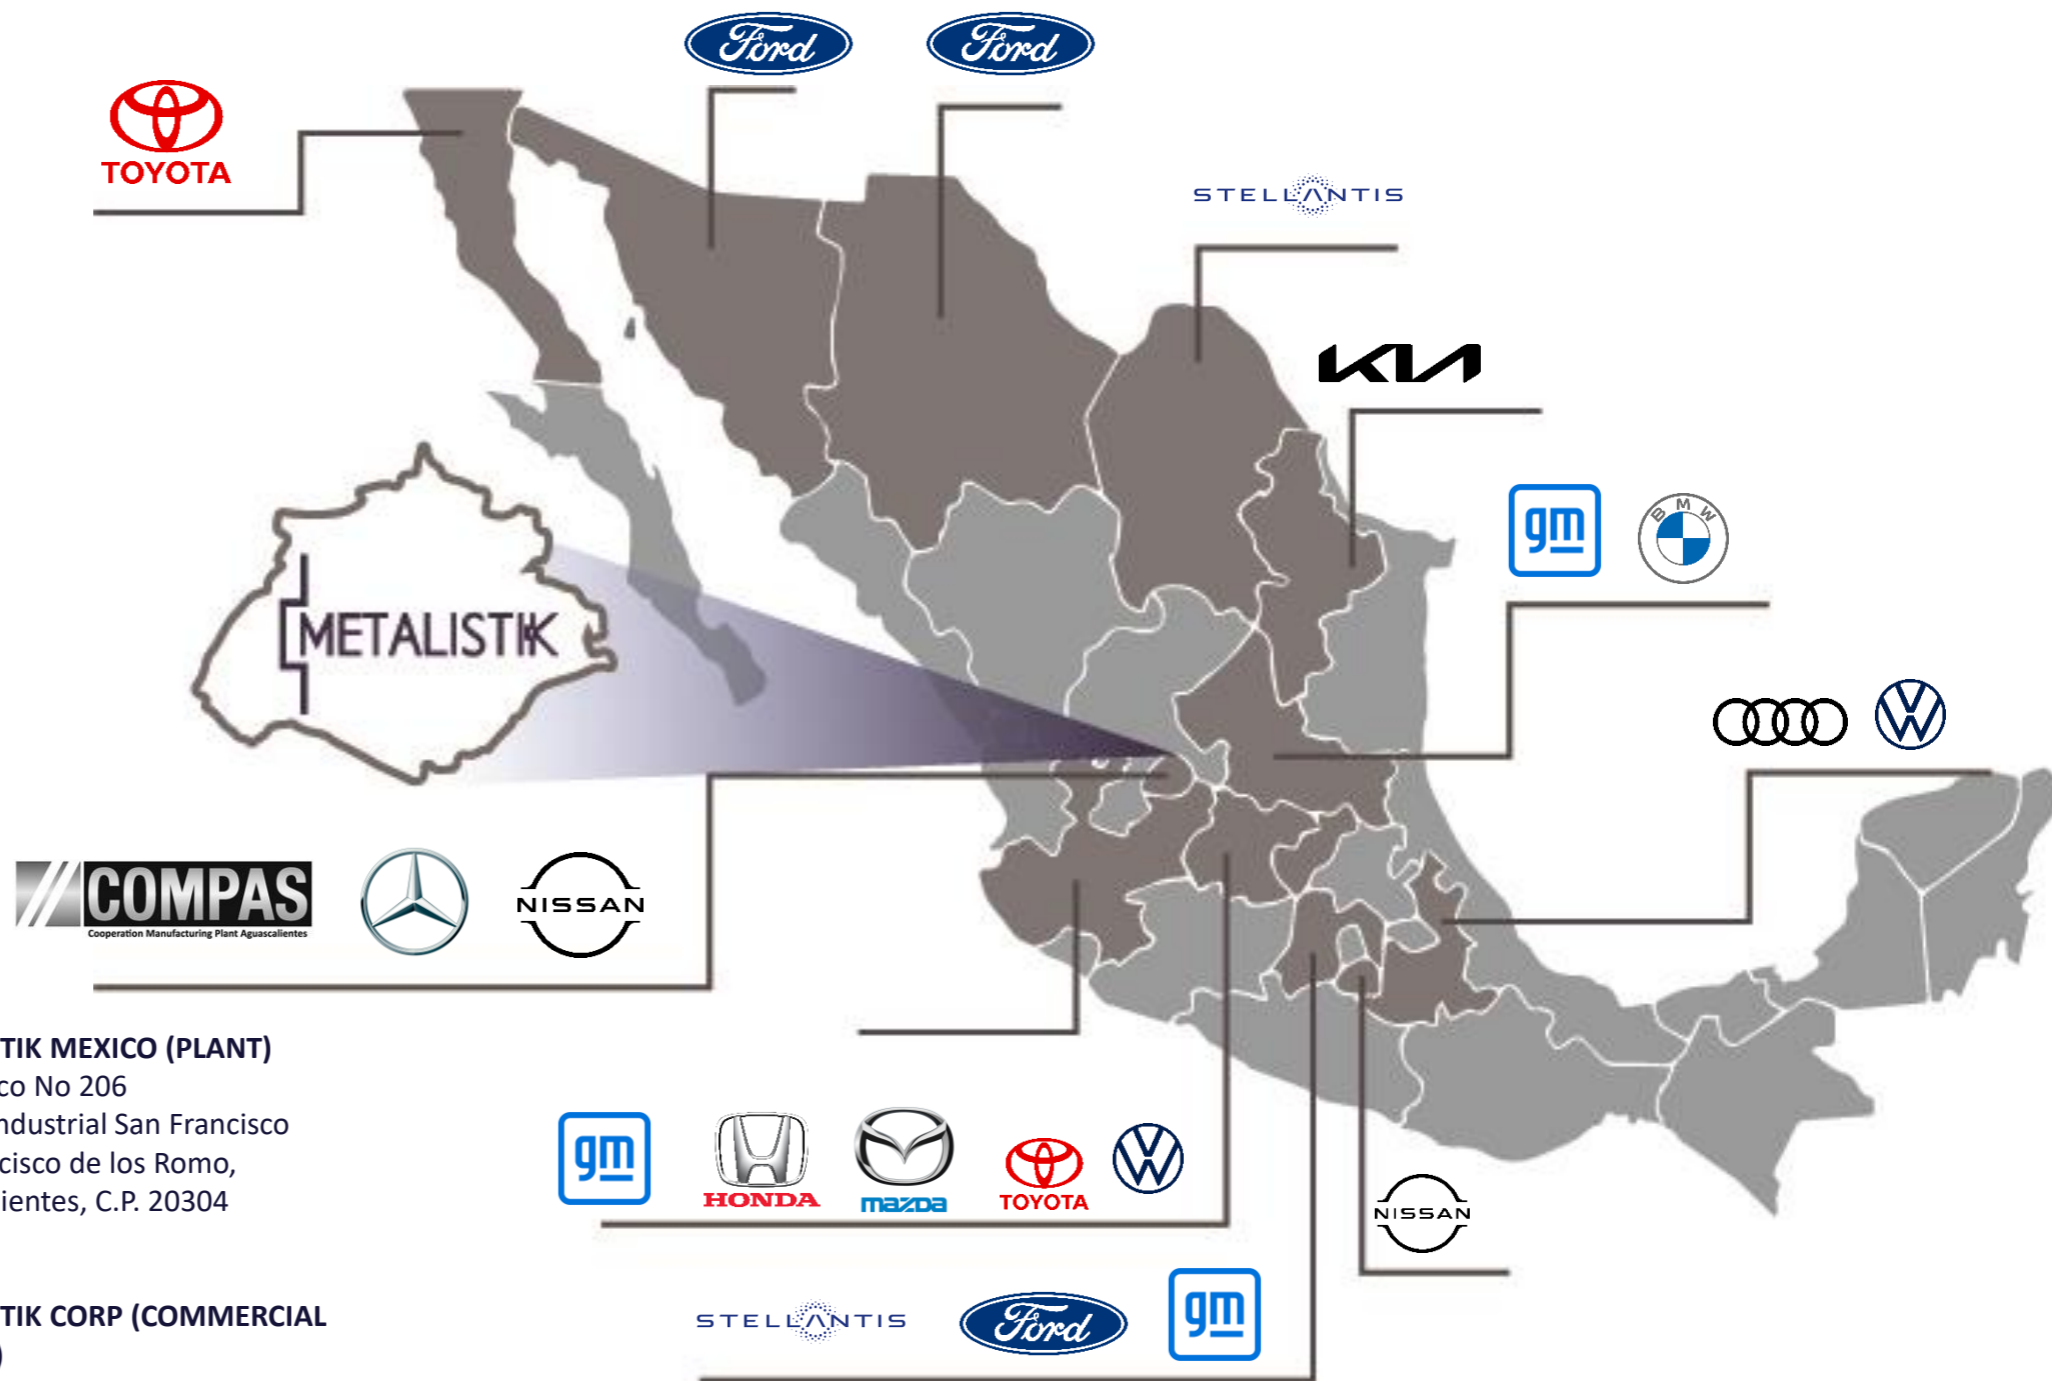 Ford
Ford
TOYOTA
STELLANTIS
KIA
gm
BMW
METALISTIK
COMPAS
Cooperation Manufacturing Plant Aguascalientes
NISSAN
TIK MEXICO (PLANT)
co No 206
ndustrial San Francisco
cisco de los Romo,
ientes, C.P. 20304
gm
HONDA
mazda
TOYOTA
NISSAN
TIK CORP (COMMERCIAL
)
STELLANTIS
Ford
gm